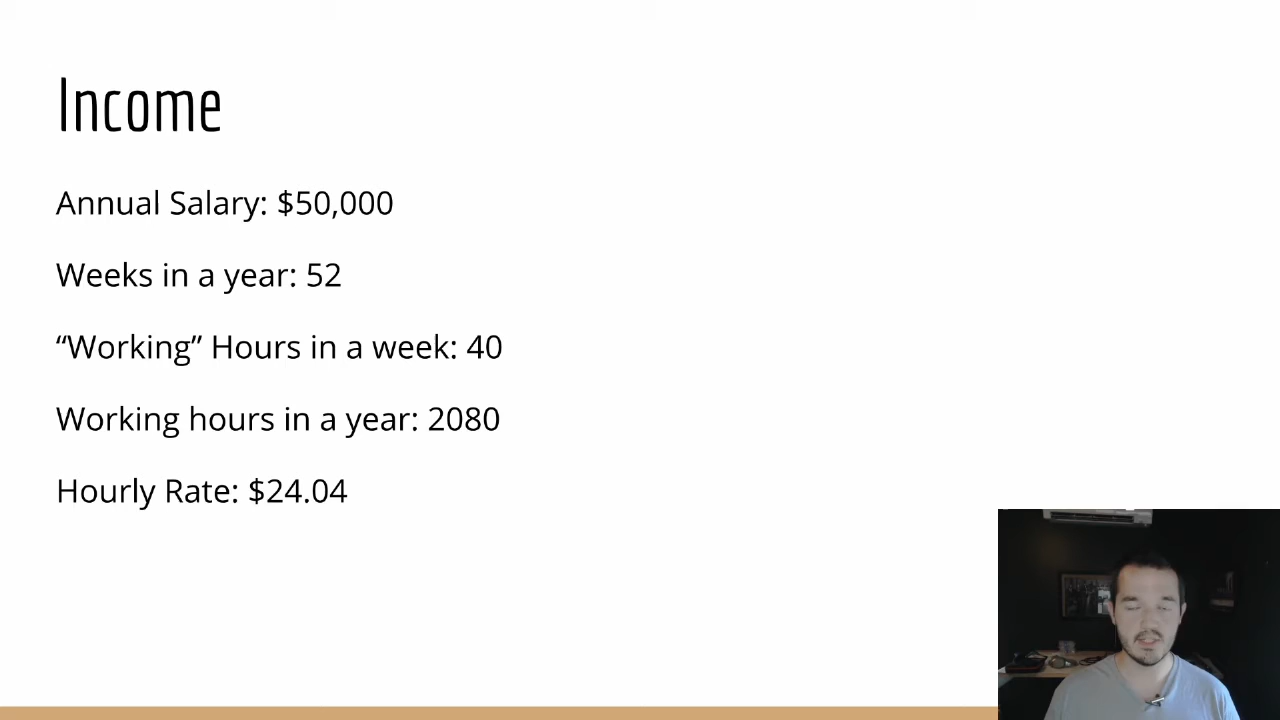 Income
Annual Salary: $50,000
Weeks in a year: 52
“Working” Hours in a week: 40
Working hours in a year: 2080
Hourly Rate: $24.04